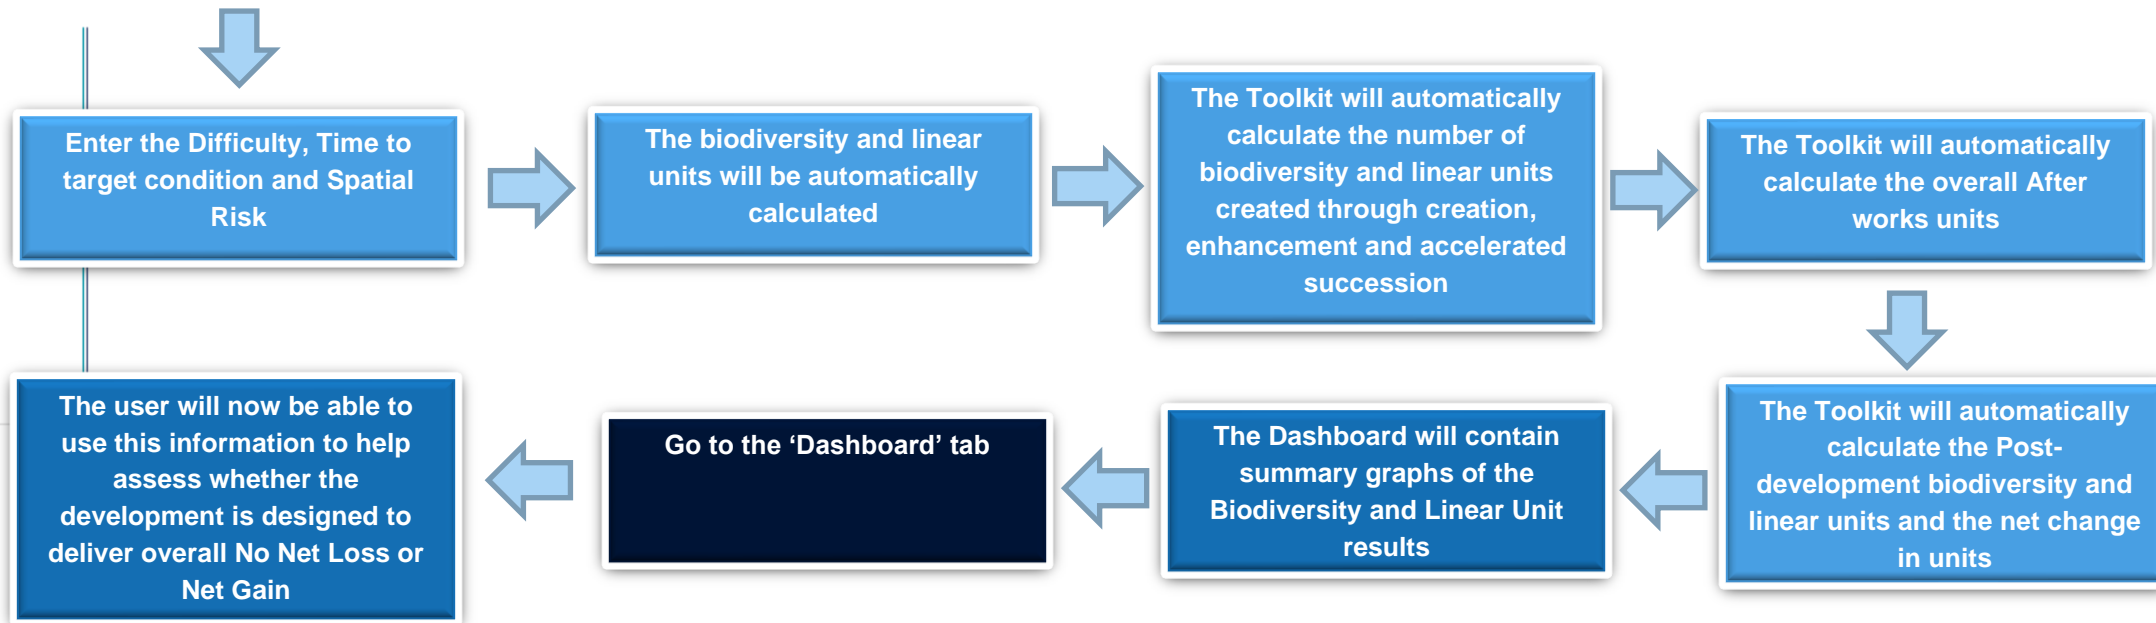 Enter the Difficulty, Time to
target condition and Spatial
Risk
The biodiversity and linear
units will be automatically
calculated
The Toolkit will automatically
calculate the number of
biodiversity and linear units
created through creation,
enhancement and accelerated
succession
The Toolkit will automatically
calculate the overall After
works units
The Toolkit will automatically
calculate the Post-
development biodiversity and
linear units and the net change
in units
The Dashboard will contain
summary graphs of the
Biodiversity and Linear Unit
results
Go to the ‘Dashboard’ tab
The user will now be able to
use this information to help
assess whether the
development is designed to
deliver overall No Net Loss or
Net Gain